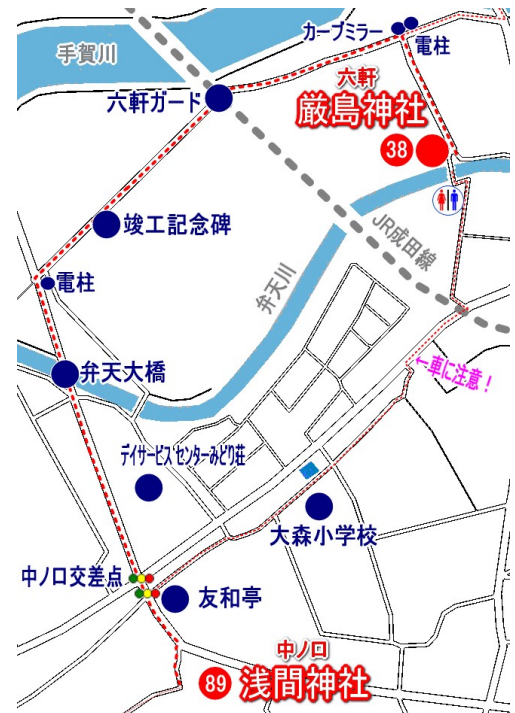 カーブミラー
電柱
手賀川
六軒
六軒ガード
厳島神社
38
竣工記念碑
JR成田線
弁天川
電柱
←車に注意！
弁天大橋
デイサービスセンターみどり荘
大森小学校
中ノ口交差点
友和亭
中ノ口
89 浅間神社